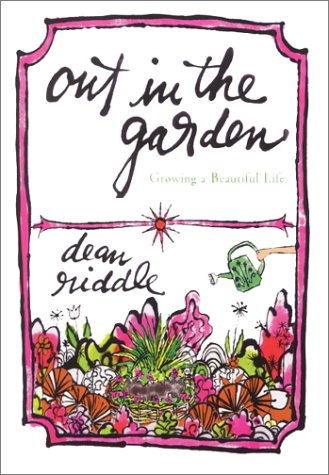 out in the
garden
Growing a Beautiful Life
dean
riddle